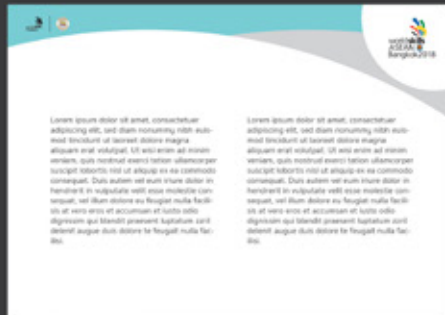 worldskills
ASEAN
Bangkok2018
Lorem ipsum dolor sit amet, consectetuer
adipiscing elit, sed diam nonummy nibh euis-
mod tincidunt ut laoreet dolore magna
aliquam erat volutpat. Ut wisi enim ad minim
veniam, quis nostrud exerci tation ullamcorper
suscipit lobortis nisl ut aliquip ex ea commodo
consequat. Duis autem vel eum iriure dolor in
hendrerit in vulputate velit esse molestie con-
sequat, vel illum dolore eu feugiat nulla facili-
sis at vero eros et accumsan et iusto odio
dignissim qui blandit praesent luptatum zzril
delenit augue duis dolore te feugait nulla fac-
ilisi.
Lorem ipsum dolor sit amet, consectetuer
adipiscing elit, sed diam nonummy nibh euis-
mod tincidunt ut laoreet dolore magna
aliquam erat volutpat. Ut wisi enim ad minim
veniam, quis nostrud exerci tation ullamcorper
suscipit lobortis nisl ut aliquip ex ea commodo
consequat. Duis autem vel eum iriure dolor in
hendrerit in vulputate velit esse molestie con-
sequat, vel illum dolore eu feugiat nulla facili-
sis at vero eros et accumsan et iusto odio
dignissim qui blandit praesent luptatum zzril
delenit augue duis dolore te feugait nulla fac-
ilisi.